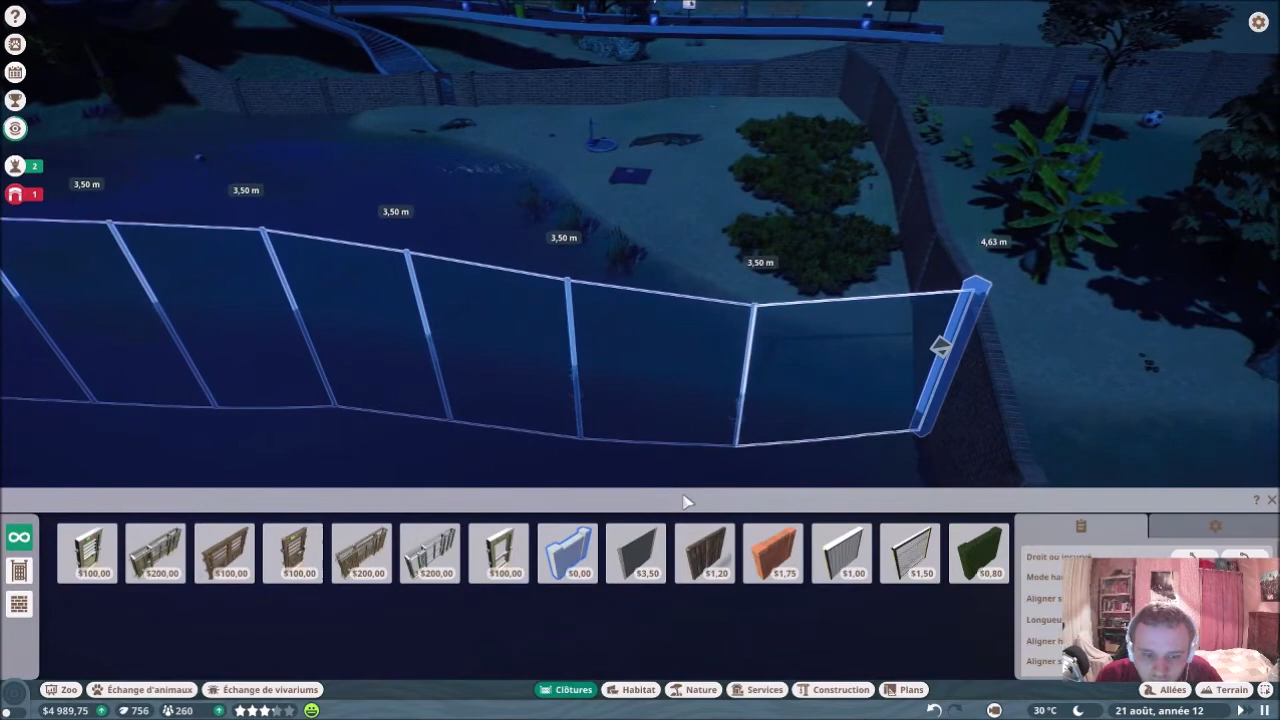 2
1
3,50 m
3,50 m
3,50 m
3,50 m
3,50 m
4,63 m
?
$100,00
$200,00
$100,00
$100,00
$200,00
$200,00
$100,00
$0,00
$3,50
$1,20
$1,75
$1,00
$1,50
$0,80
Droit ou incurvé
Mode ha
Aligner s
Longueu
Aligner h
Aligner s
Zoo
Échange d'animaux
Échange de vivariums
Clôtures
Habitat
Nature
Services
Construction
Plans
Allées
Terrain
$4 989,75
756
260
30 °C
21 août, année 12